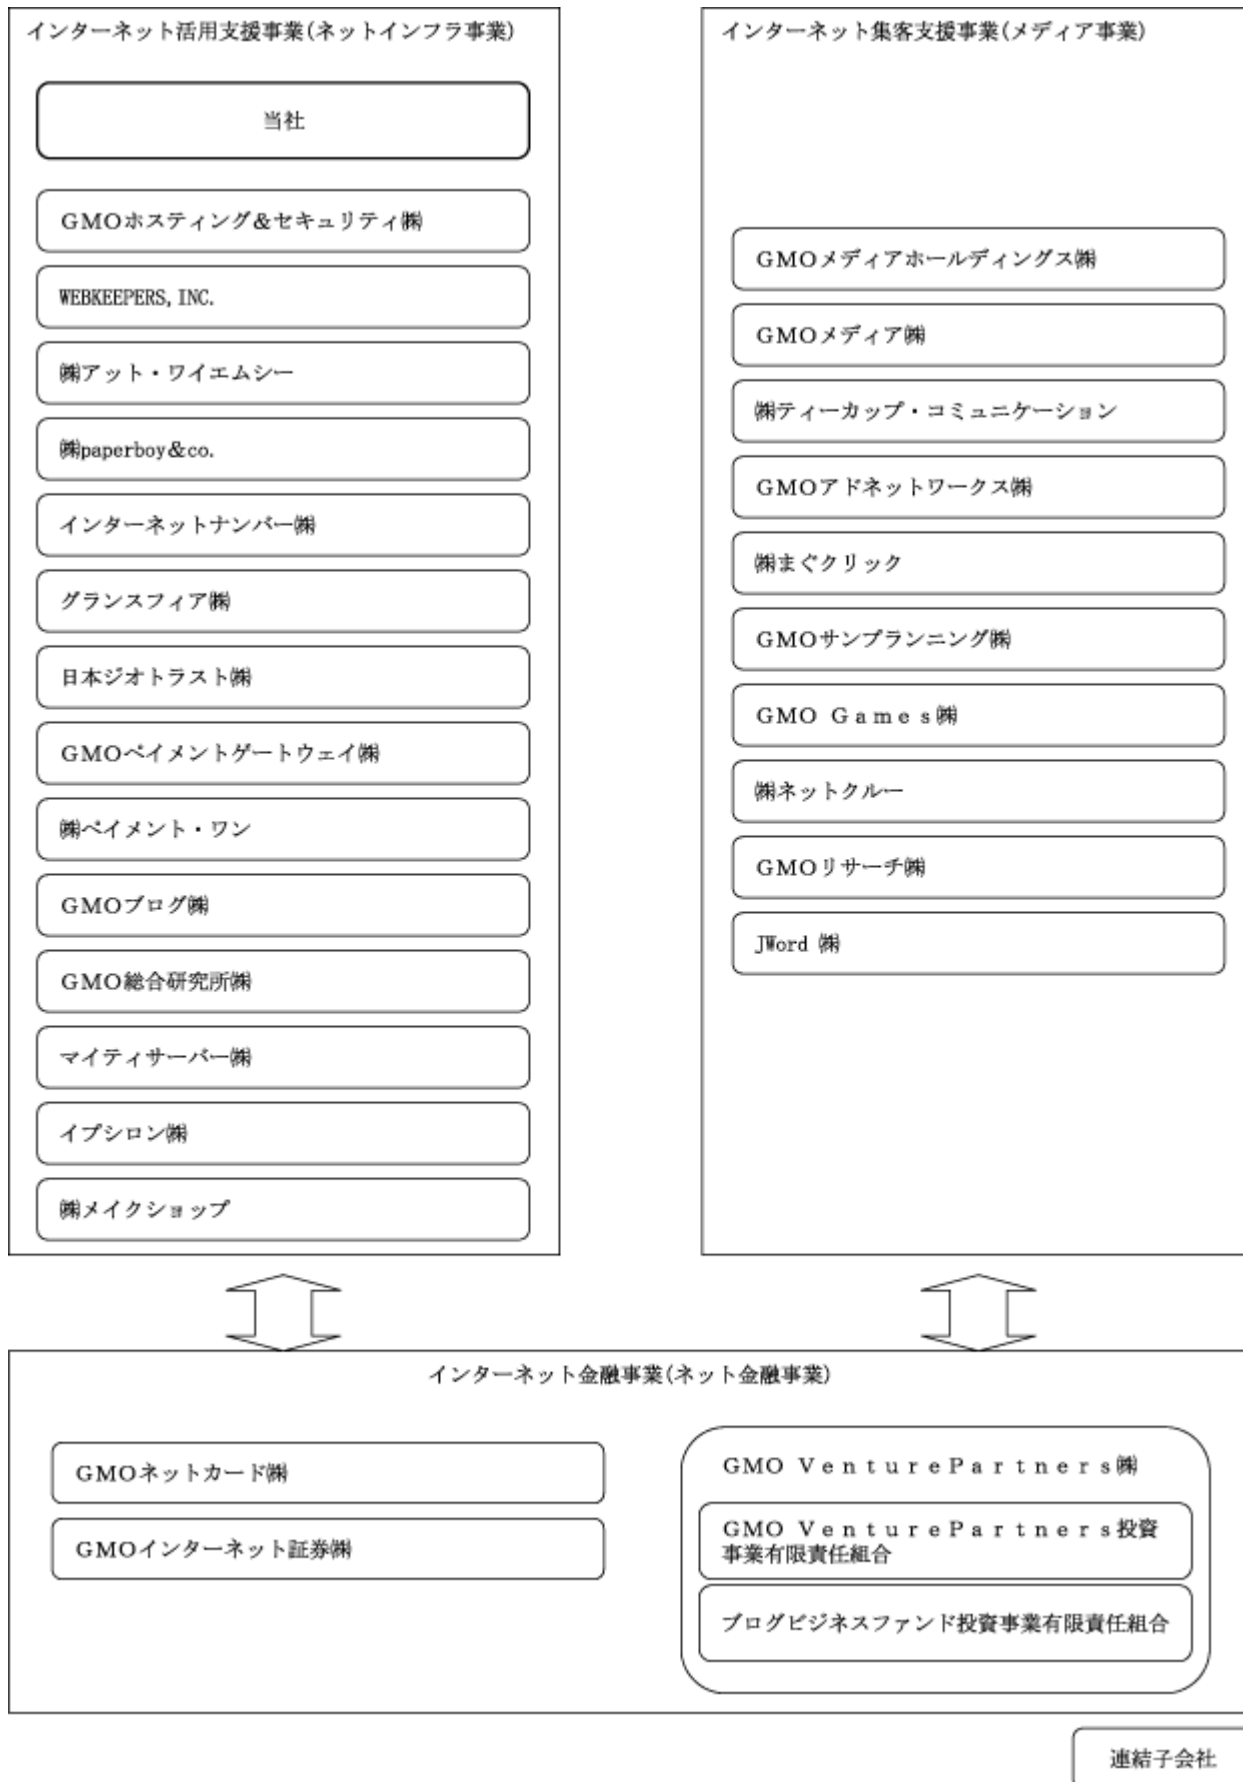 インターネット活用支援事業(ネットインフラ事業)
当社
ＧＭＯホスティング＆セキュリティ㈱
WEBKEEPERS, INC.
㈱アット・ワイエムシー
㈱paperboy＆co.
インターネットナンバー㈱
グランスフィア㈱
日本ジオトラスト㈱
ＧＭＯペイメントゲートウェイ㈱
㈱ペイメント・ワン
ＧＭＯブログ㈱
ＧＭＯ総合研究所㈱
マイティサーバー㈱
イプシロン㈱
㈱メイクショップ
インターネット集客支援事業(メディア事業)
ＧＭＯメディアホールディングス㈱
ＧＭＯメディア㈱
㈱ティーカップ・コミュニケーション
ＧＭＯアドネットワークス㈱
㈱まぐクリック
ＧＭＯサンプランニング㈱
ＧＭＯ Ｇａｍｅｓ㈱
㈱ネットクルー
ＧＭＯリサーチ㈱
JWord ㈱
インターネット金融事業(ネット金融事業)
ＧＭＯネットカード㈱
ＧＭＯインターネット証券㈱
ＧＭＯ ＶｅｎｔｕｒｅＰａｒｔｎｅｒｓ㈱
ＧＭＯ ＶｅｎｔｕｒｅＰａｒｔｎｅｒｓ投資
事業有限責任組合
ブログビジネスファンド投資事業有限責任組合
連結子会社